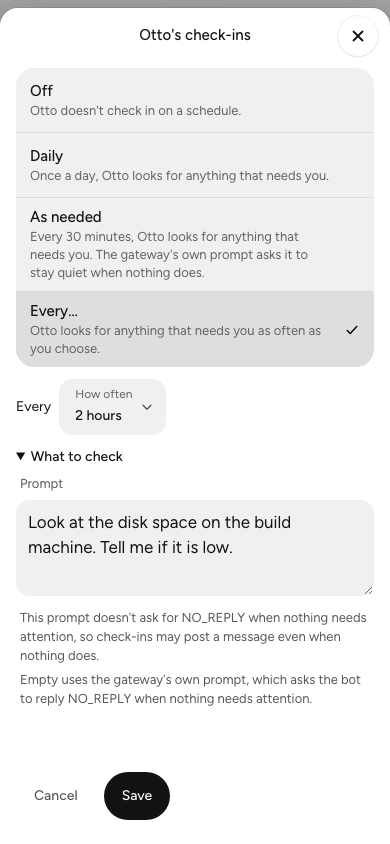 Otto's check-ins
Off
Otto doesn't check in on a schedule.
Daily
Once a day, Otto looks for anything that needs you.
As needed
Every 30 minutes, Otto looks for anything that
needs you. The gateway's own prompt asks it to
stay quiet when nothing does.
Every...
Otto looks for anything that needs you as often as
you choose.
Every
How often
2 hours
What to check
Prompt
Look at the disk space on the build
machine. Tell me if it is low.
This prompt doesn't ask for NO_REPLY when nothing needs
attention, so check-ins may post a message even when
nothing does.
Empty uses the gateway's own prompt, which asks the bot
to reply NO_REPLY when nothing needs attention.
Cancel
Save